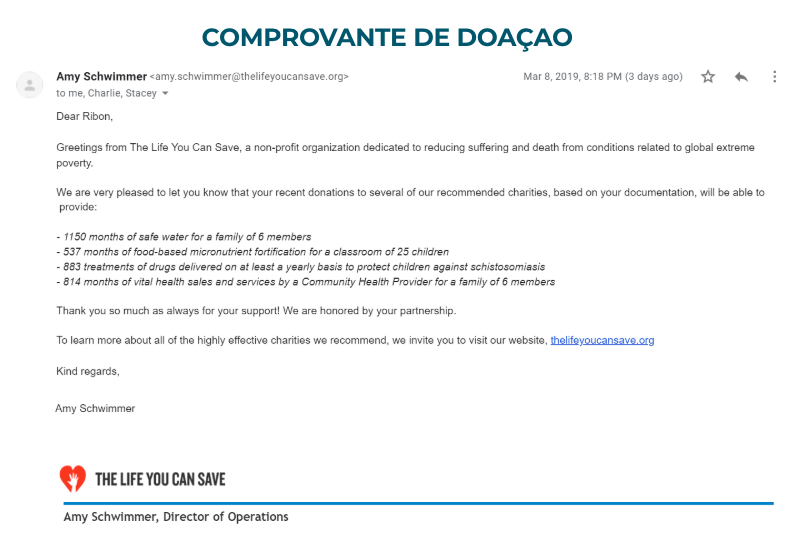 COMPROVANTE DE DOAÇAO
Amy Schwimmer <amy.schwimmer@thelifeyoucansave.org>
Mar 8, 2019, 8:18 PM (3 days ago)
to me, Charlie, Stacey
Dear Ribon,
Greetings from The Life You Can Save, a non-profit organization dedicated to reducing suffering and death from conditions related to global extreme
poverty.
We are very pleased to let you know that your recent donations to several of our recommended charities, based on your documentation, will be able to
provide:
- 1150 months of safe water for a family of 6 members
- 537 months of food-based micronutrient fortification for a classroom of 25 children
- 883 treatments of drugs delivered on at least a yearly basis to protect children against schistosomiasis
- 814 months of vital health sales and services by a Community Health Provider for a family of 6 members
Thank you so much as always for your support! We are honored by your partnership.
To learn more about all of the highly effective charities we recommend, we invite you to visit our website, thelifeyoucansave.org
Kind regards,
Amy Schwimmer
THE LIFE YOU CAN SAVE
Amy Schwimmer, Director of Operations